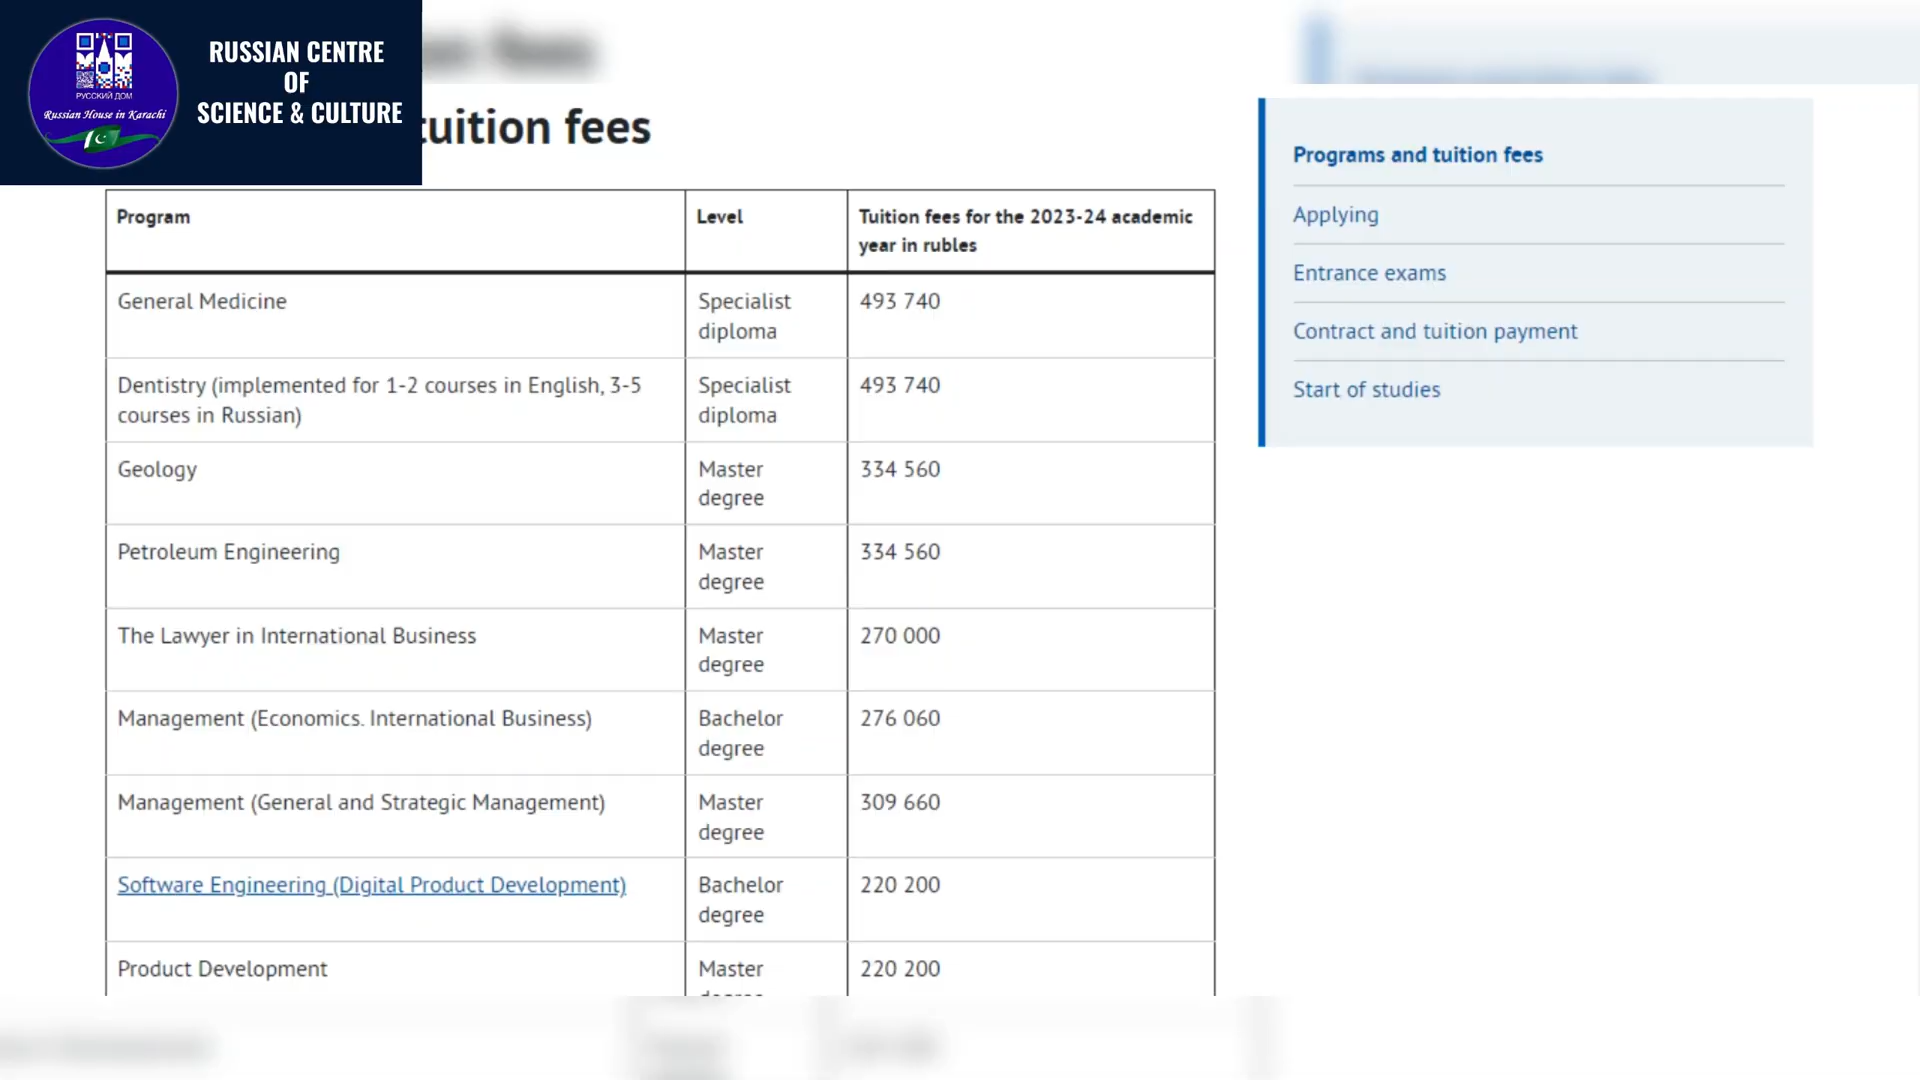 РУССКИЙ ДОМ
Russian House in Karachi
RUSSIAN CENTRE
OF
SCIENCE & CULTURE
tuition fees
Program
Level
Tuition fees for the 2023-24 academic
year in rubles
General Medicine
Specialist
diploma
493 740
Dentistry (implemented for 1-2 courses in English, 3-5
courses in Russian)
Specialist
diploma
493 740
Geology
Master
degree
334 560
Petroleum Engineering
Master
degree
334 560
The Lawyer in International Business
Master
degree
270 000
Management (Economics. International Business)
Bachelor
degree
276 060
Management (General and Strategic Management)
Master
degree
309 660
Software Engineering (Digital Product Development)
Bachelor
degree
220 200
Product Development
Master
220 200
Programs and tuition fees
Applying
Entrance exams
Contract and tuition payment
Start of studies